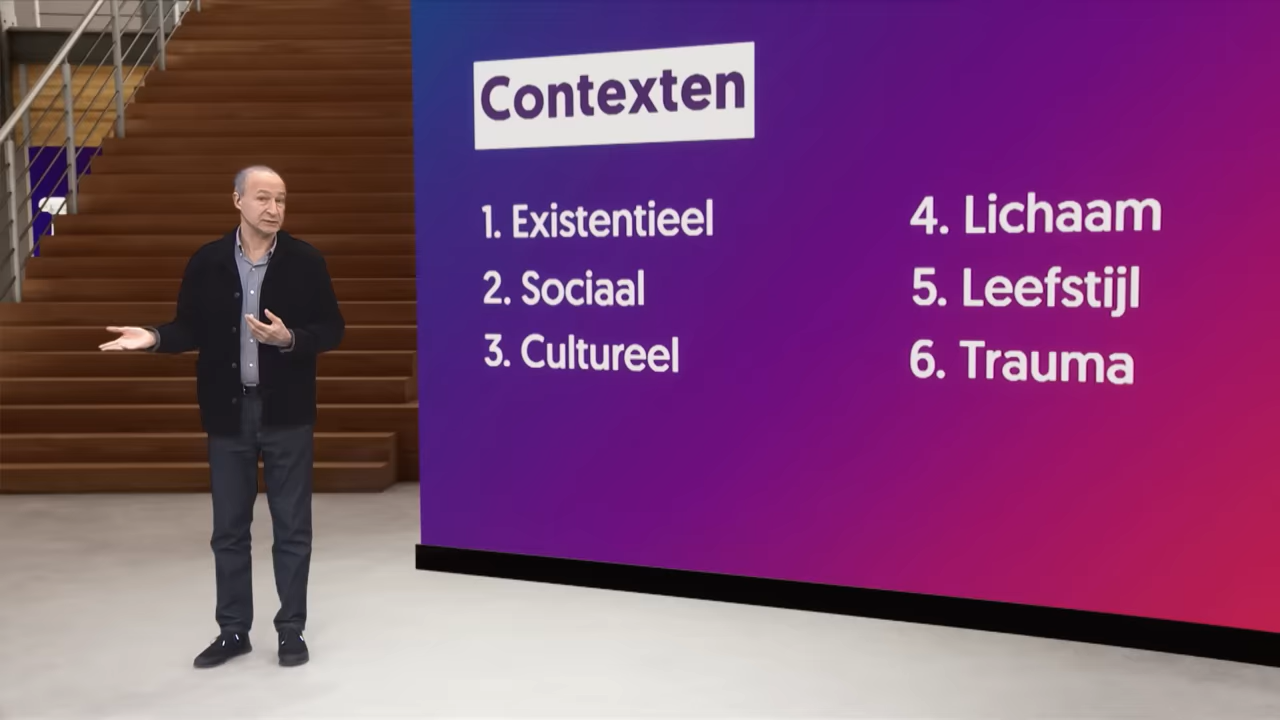 Contexten
1. Existentieel
2. Sociaal
3. Cultureel
4. Lichaam
5. Leefstijl
6. Trauma